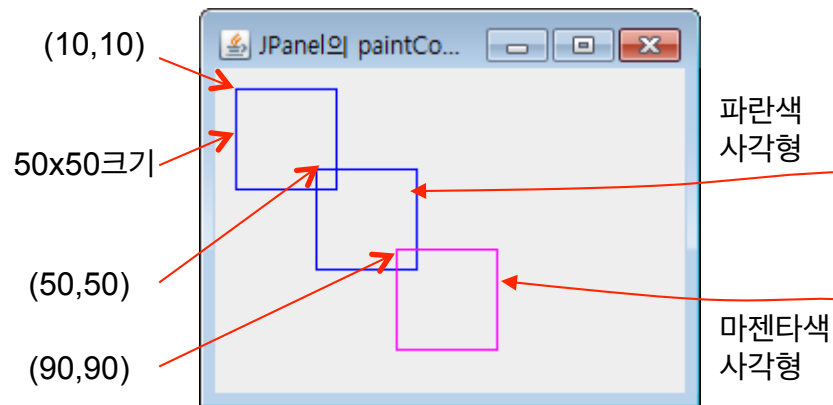 (10,10)
JPanel의 paintCo...
50x50크기
파란색
사각형
(50,50)
(90,90)
마젠타색
사각형